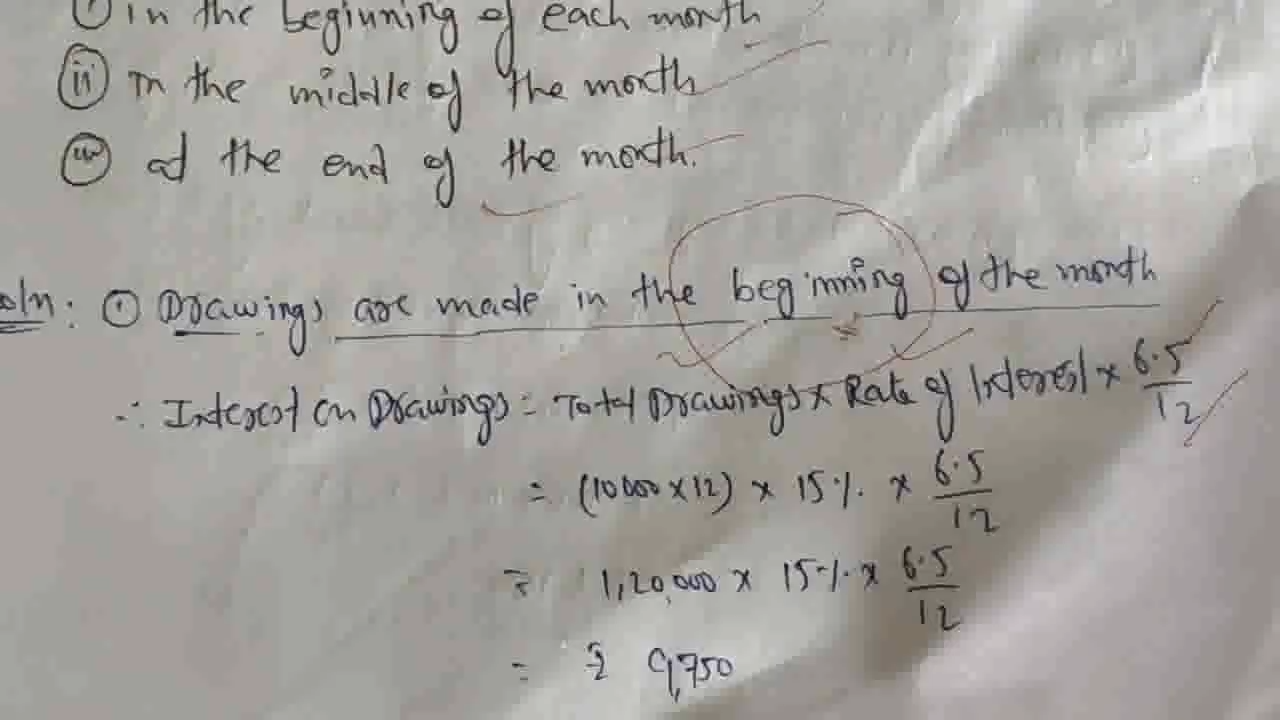 (i) in the beginning of each month
(ii) in the middle of the month
(iii) at the end of the month.
Soln: (i) Drawings are made in the beginning of the month
∴ Interest on Drawings = Total Drawings × Rate of Interest × 6.5/12
= (10000 × 12) × 15% × 6.5/12
= 1,20,000 × 15% × 6.5/12
= ₹ 9,750